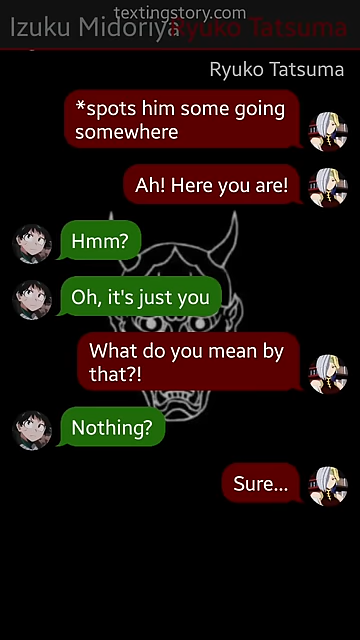 textingstory.com
Izuku Midoriya Ryuko Tatsuma
Ryuko Tatsuma
*spots him some going
somewhere
Ah! Here you are!
Hmm?
Oh, it's just you
What do you mean by
that?!
Nothing?
Sure...